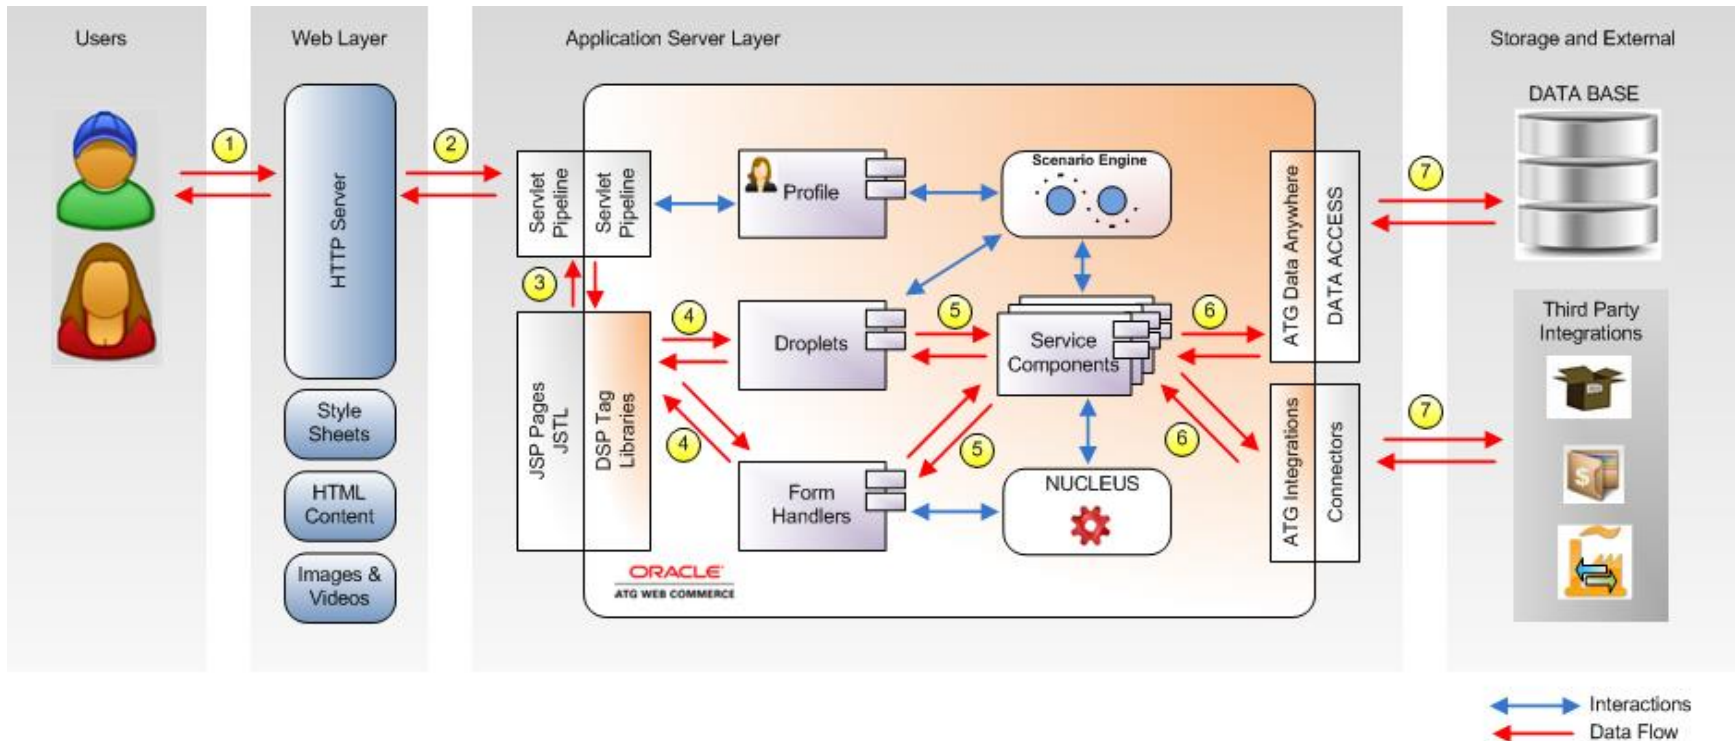 Users
Web Layer
Application Server Layer
Storage and External
HTTP Server
Style
Sheets
HTML
Content
Images &
Videos
1
2
3
4
4
5
5
6
6
7
7
Servlet
Pipeline
Servlet
Pipeline
JSP Pages
JSTL
DSP Tag
Libraries
Profile
Droplets
Form
Handlers
Scenario Engine
Service
Components
NUCLEUS
ORACLE
ATG WEB COMMERCE
ATG Data Anywhere
DATA ACCESS
ATG Integrations
Connectors
DATA BASE
Third Party
Integrations
$
Interactions
Data Flow